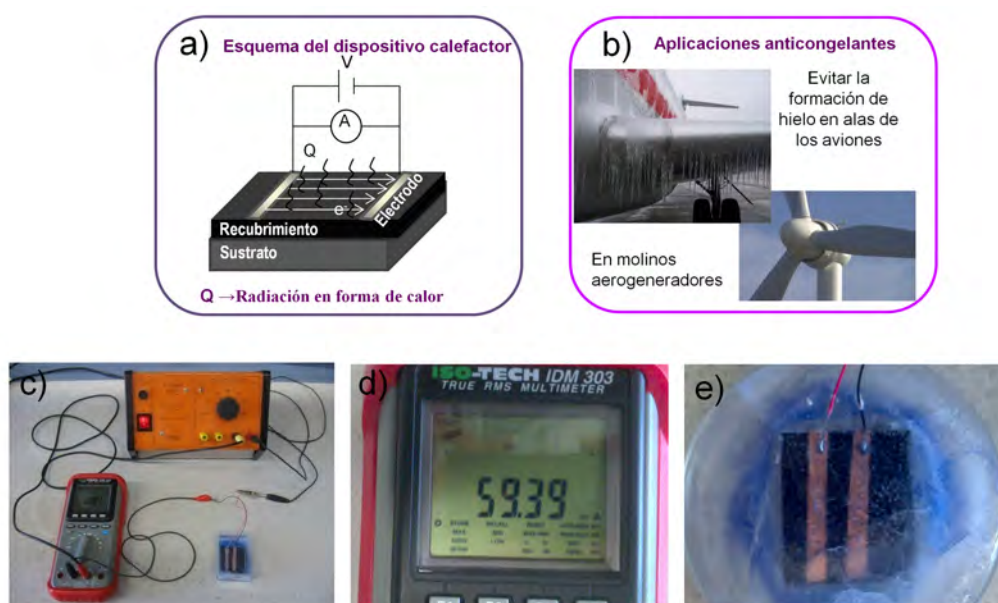 a)
Esquema del dispositivo calefactor
V
A
Q
e-
Electrodo
Recubrimiento
Sustrato
Q →Radiación en forma de calor
b)
Aplicaciones anticongelantes
Evitar la
formación de
hielo en alas de
los aviones
En molinos
aerogeneradores
c)
d)
ISO-TECH IDM 303
TRUE RMS MULTIMETER
59.39
e)